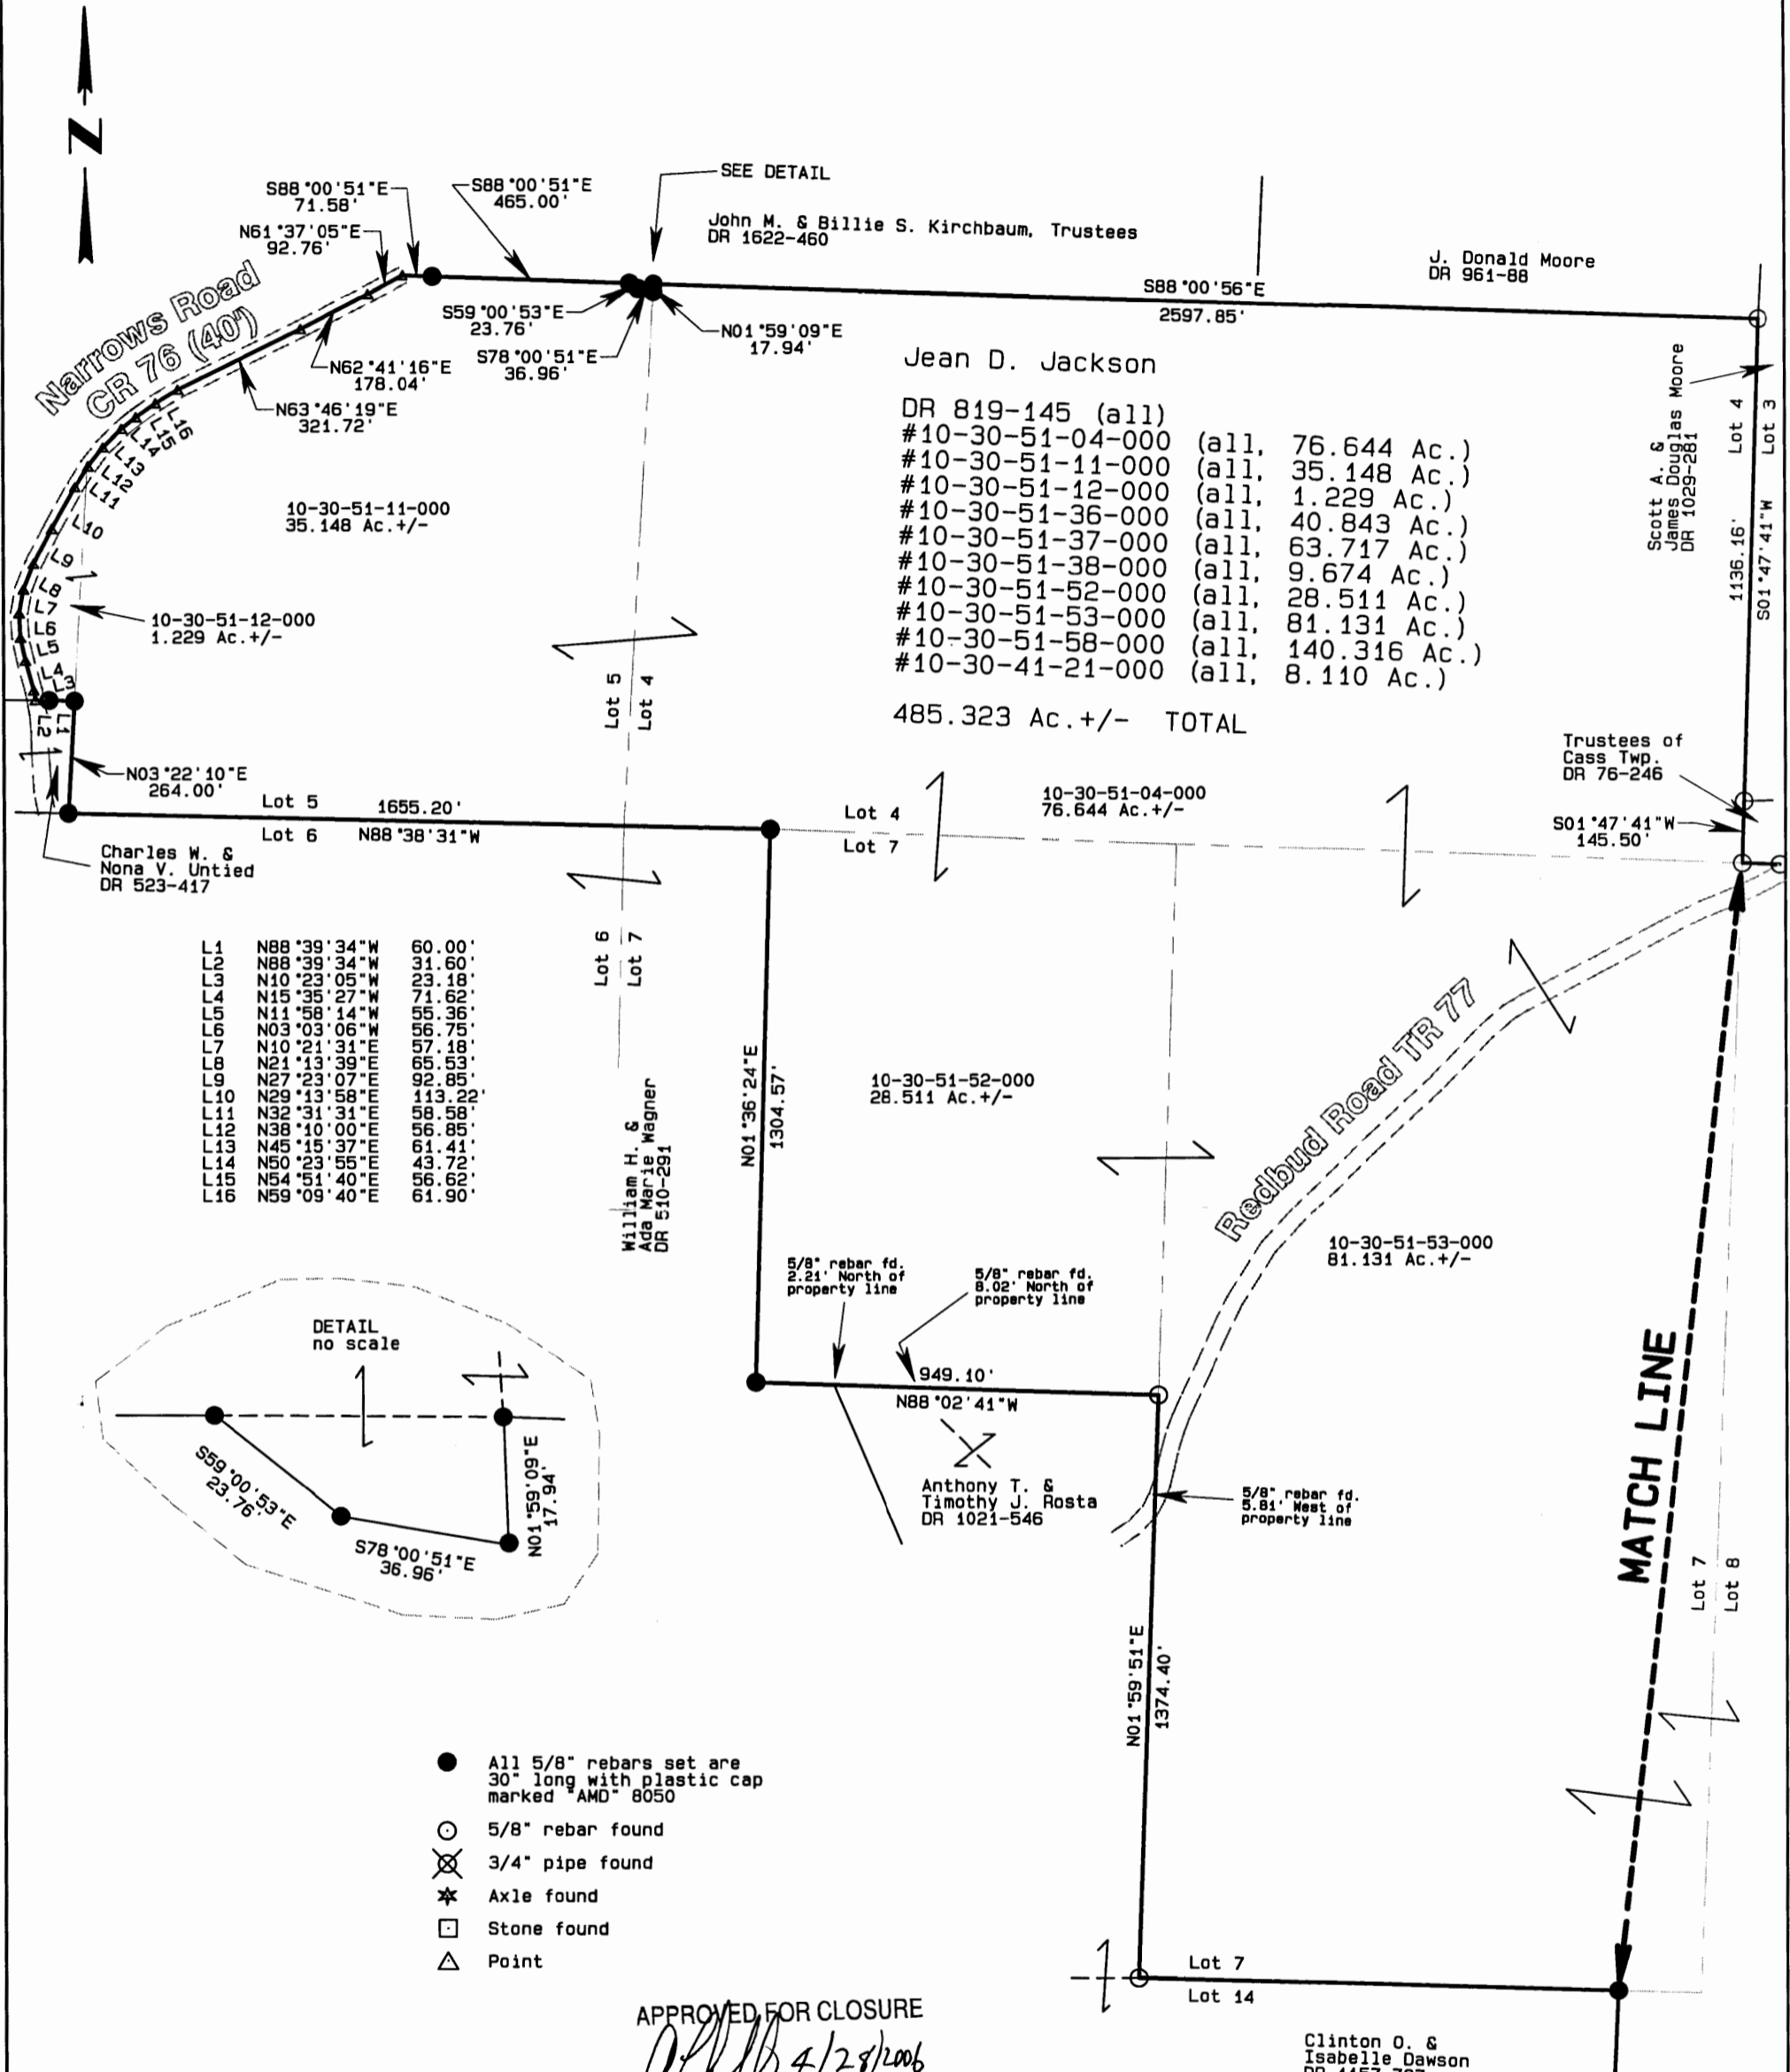 N
SEE DETAIL
S88°00'51"E
71.58'
S88°00'51"E
465.00'
N61°37'05"E
92.76'
John M. & Billie S. Kirchbaum, Trustees
DR 1622-460
J. Donald Moore
DR 961-88
S88°00'56"E
2597.85'
Narrows Road
CR 76 (40')
S59°00'53"E
23.76'
S78°00'51"E
36.96'
N01°59'09"E
17.94'
N62°41'16"E
178.04'
N63°46'19"E
321.72'
Jean D. Jackson
DR 819-145 (all)
#10-30-51-04-000 (all, 76.644 Ac.)
#10-30-51-11-000 (all, 35.148 Ac.)
#10-30-51-12-000 (all, 1.229 Ac.)
#10-30-51-36-000 (all, 40.843 Ac.)
#10-30-51-37-000 (all, 63.717 Ac.)
#10-30-51-38-000 (all, 9.674 Ac.)
#10-30-51-52-000 (all, 28.511 Ac.)
#10-30-51-53-000 (all, 81.131 Ac.)
#10-30-51-58-000 (all, 140.316 Ac.)
#10-30-41-21-000 (all, 8.110 Ac.)
485.323 Ac.+/- TOTAL
Scott A. &
James Douglas Moore
DR 1029-281
1136.16'
S01°47'41"W
Lot 4
Lot 3
L16
L15
L14
L13
L12
L11
L10
L9
L8
L7
L6
L5
L4
L3
L2
L1
10-30-51-11-000
35.148 Ac.+/-
10-30-51-12-000
1.229 Ac.+/-
Lot 5
Lot 4
N03°22'10"E
264.00'
Lot 5
1655.20'
Lot 6
N88°38'31"W
Lot 4
Lot 7
10-30-51-04-000
76.644 Ac.+/-
Trustees of
Cass Twp.
DR 76-246
S01°47'41"W
145.50'
Charles W. &
Nona V. Untied
DR 523-417
L1 N88°39'34"W 60.00'
L2 N88°39'34"W 31.60'
L3 N10°23'05"W 23.18'
L4 N15°35'27"W 71.62'
L5 N11°58'14"W 55.36'
L6 N03°03'06"W 56.75'
L7 N10°21'31"E 57.18'
L8 N21°13'39"E 65.53'
L9 N27°23'07"E 92.85'
L10 N29°13'58"E 113.22'
L11 N32°31'31"E 58.58'
L12 N38°10'00"E 56.85'
L13 N45°15'37"E 61.41'
L14 N50°23'55"E 43.72'
L15 N54°51'40"E 56.62'
L16 N59°09'40"E 61.90'
Lot 6
Lot 7
William H. &
Ada Marie Wagner
DR 510-291
N01°36'24"E
1304.57'
10-30-51-52-000
28.511 Ac.+/-
Redbud Road TR 77
10-30-51-53-000
81.131 Ac.+/-
5/8" rebar fd.
2.21' North of
property line
5/8" rebar fd.
8.02' North of
property line
949.10'
N88°02'41"W
Anthony T. &
Timothy J. Rosta
DR 1021-546
5/8" rebar fd.
5.81' West of
property line
MATCH LINE
Lot 7
Lot 8
DETAIL
no scale
S59°00'53"E
23.76'
S78°00'51"E
36.96'
N01°59'09"E
17.94'
N01°59'51"E
1374.40'
All 5/8" rebars set are
30" long with plastic cap
marked "AMD" 8050
5/8" rebar found
3/4" pipe found
Axle found
Stone found
Point
Lot 7
Lot 14
APPROVED FOR CLOSURE
4/28/2006
Clinton O. &
Isabelle Dawson